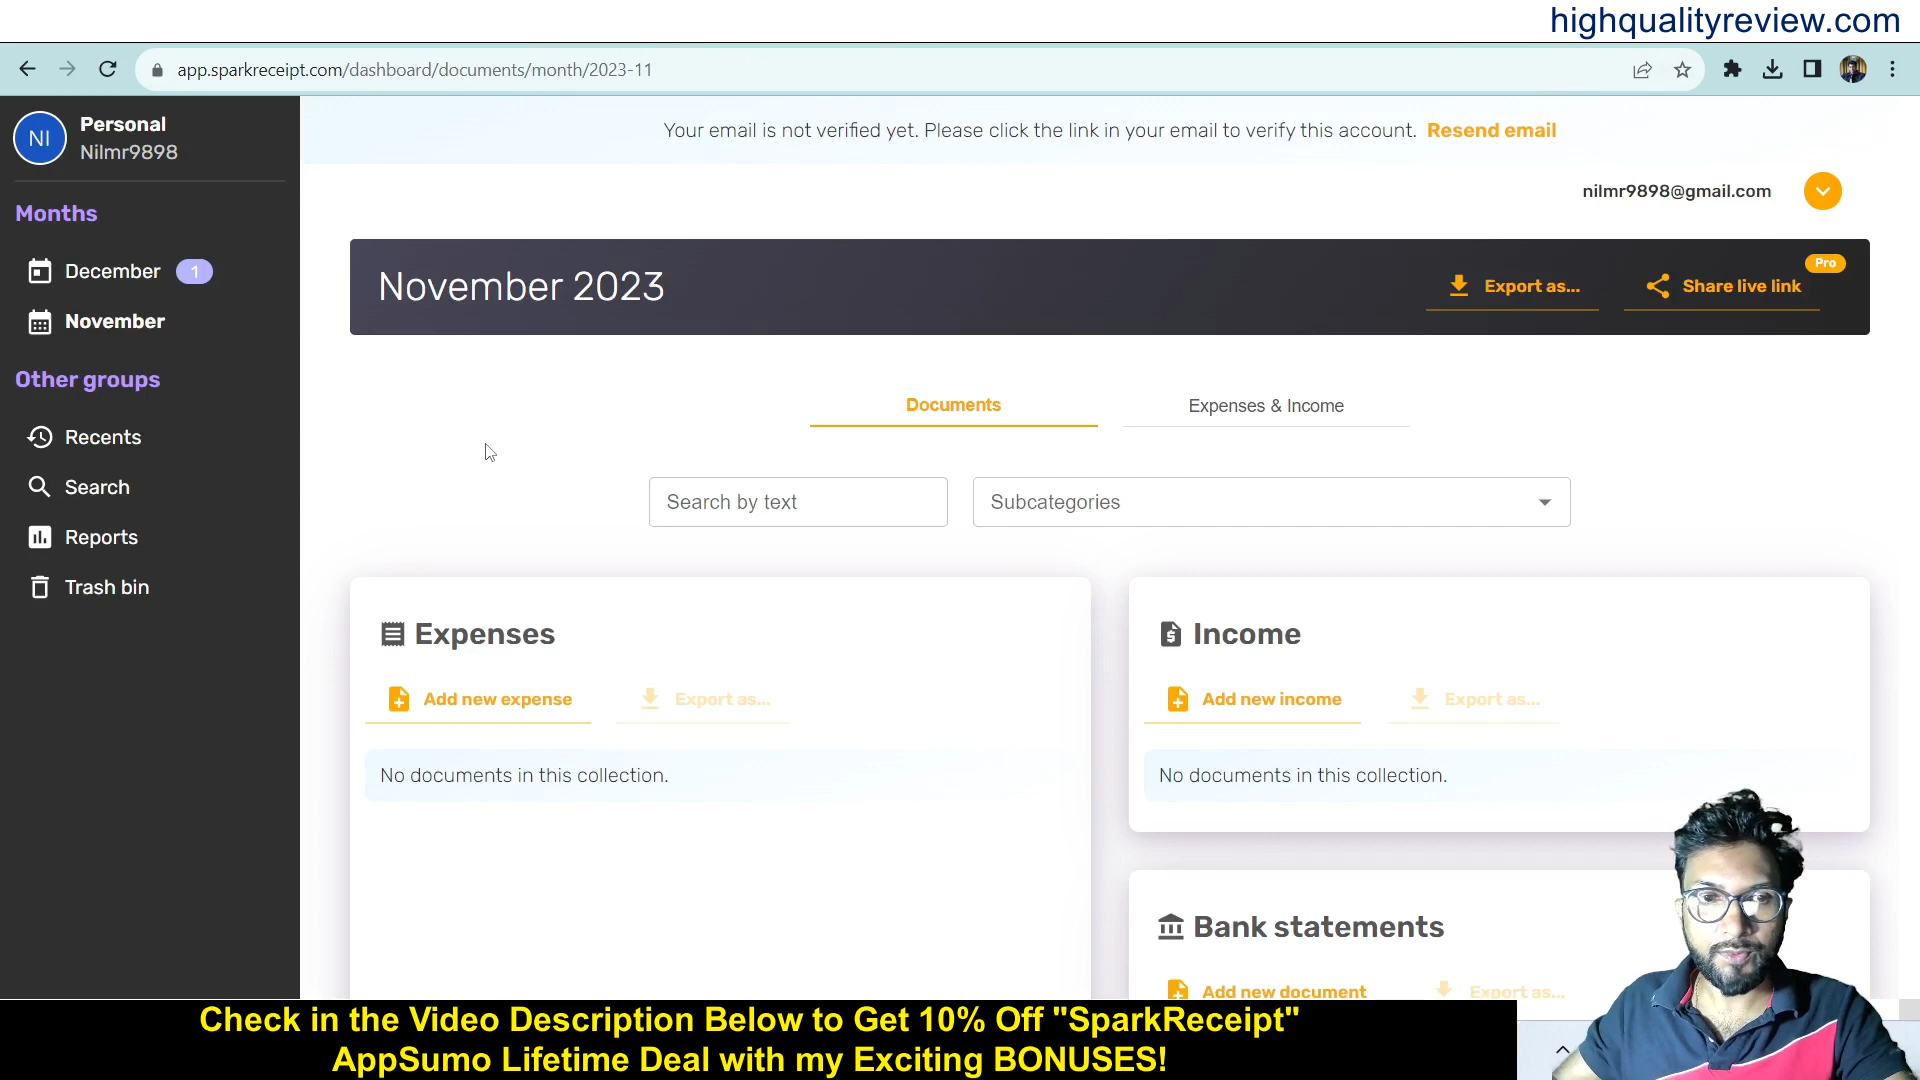 highqualityreview.com
app.sparkreceipt.com/dashboard/documents/month/2023-11
NI
Personal
Nilmr9898
Your email is not verified yet. Please click the link in your email to verify this account. Resend email
nilmr9898@gmail.com
Months
December 1
November
Other groups
Recents
Search
Reports
Trash bin
November 2023
Export as...
Share live link
Pro
Documents
Expenses & Income
Search by text
Subcategories
Expenses
Add new expense
Export as...
No documents in this collection.
Income
Add new income
Export as...
No documents in this collection.
Bank statements
Add new document
Export as...
Check in the Video Description Below to Get 10% Off "SparkReceipt"
AppSumo Lifetime Deal with my Exciting BONUSES!